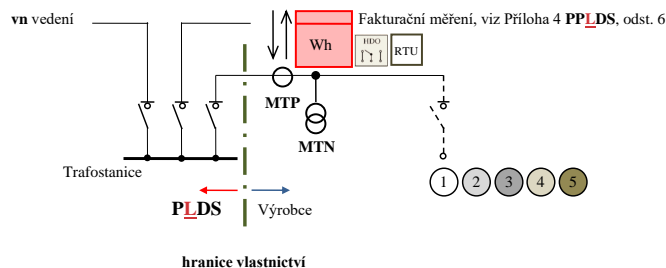 vn vedení
Fakturační měření, viz Příloha 4 PPLDS, odst. 6
Wh
HDO
RTU
MTP
MTN
Trafostanice
1 2 3 4 5
PLDS
Výrobce
hranice vlastnictví